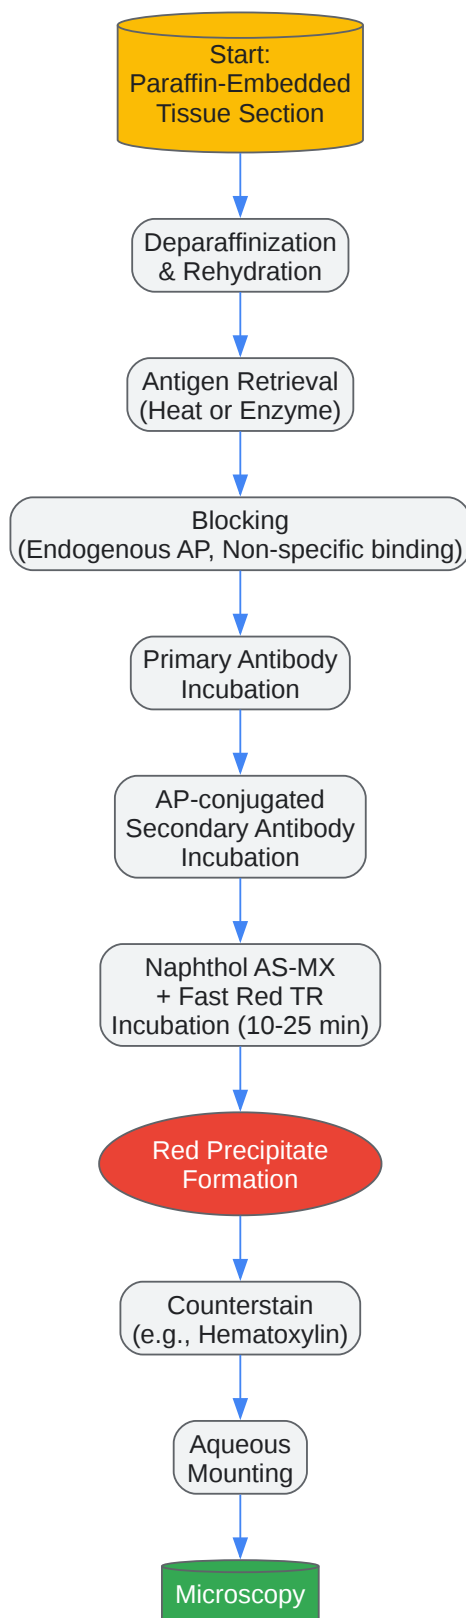 Start:
Paraffin-Embedded
Tissue Section
Deparaffinization
& Rehydration
Antigen Retrieval
(Heat or Enzyme)
Blocking
(Endogenous AP, Non-specific binding)
Primary Antibody
Incubation
AP-conjugated
Secondary Antibody
Incubation
Naphthol AS-MX
+ Fast Red TR
Incubation (10-25 min)
Red Precipitate
Formation
Counterstain
(e.g., Hematoxylin)
Aqueous
Mounting
Microscopy